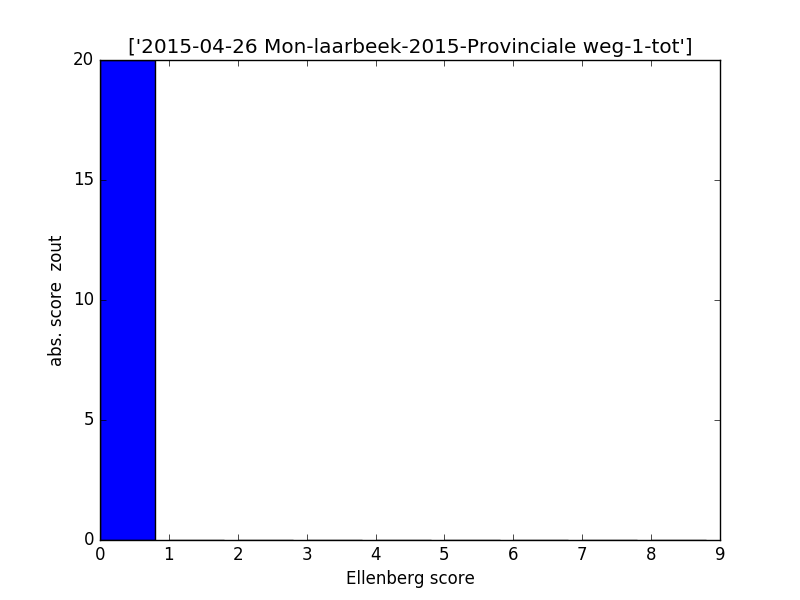 ['2015-04-26 Mon-laarbeek-2015-Provinciale weg-1-tot']
20
15
10
5
0
abs. score  zout
0 1 2 3 4 5 6 7 8 9
Ellenberg score